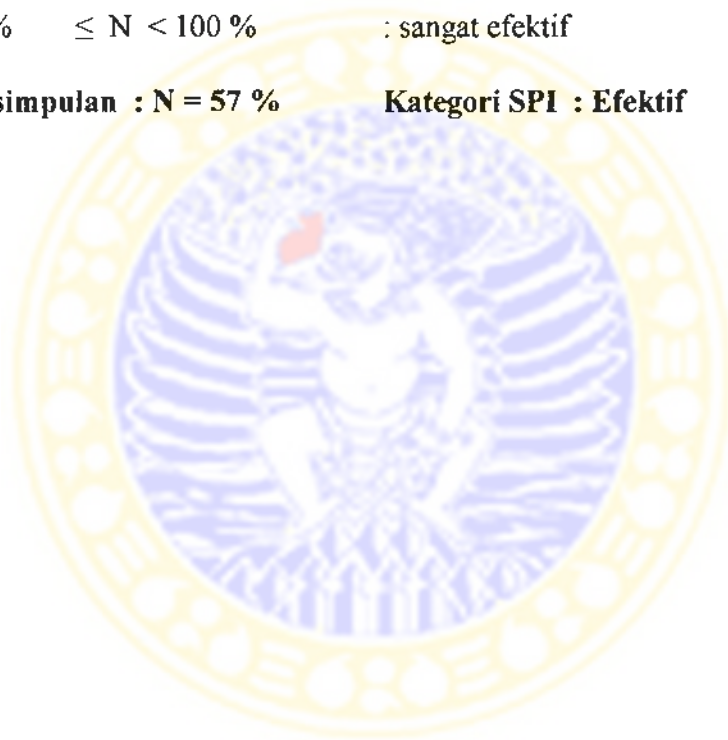 % ≤ N < 100 % : sangat efektif
simpulan : N = 57 % Kategori SPI : Efektif